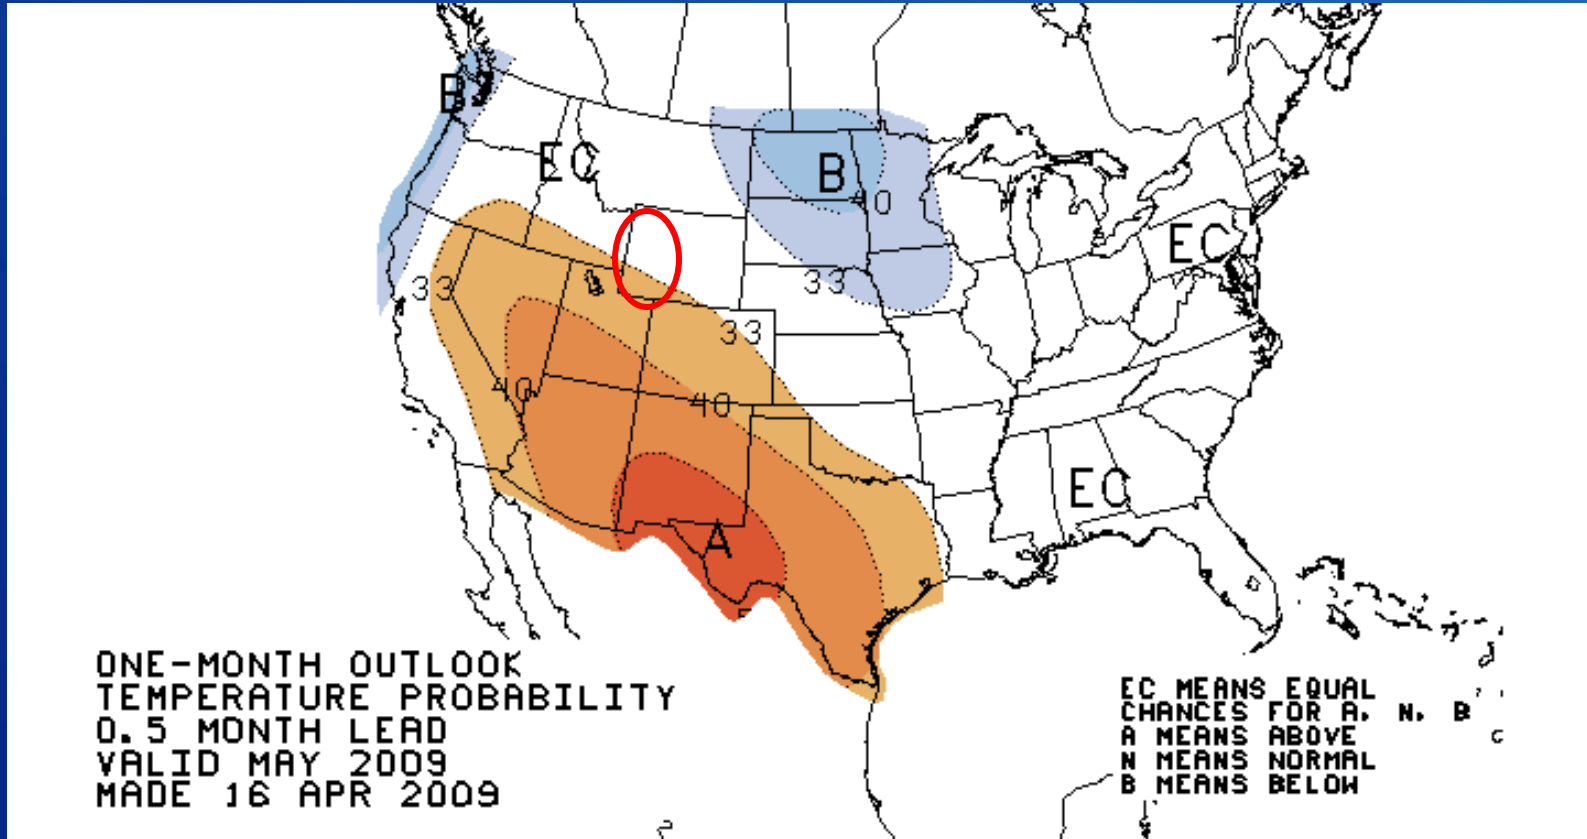 B
EC
B
40
EC
33
33
33
40
40
EC
A
ONE-MONTH OUTLOOK
TEMPERATURE PROBABILITY
0.5 MONTH LEAD
VALID MAY 2009
MADE 16 APR 2009
EC MEANS EQUAL
CHANCES FOR A, N, B
A MEANS ABOVE
N MEANS NORMAL
B MEANS BELOW